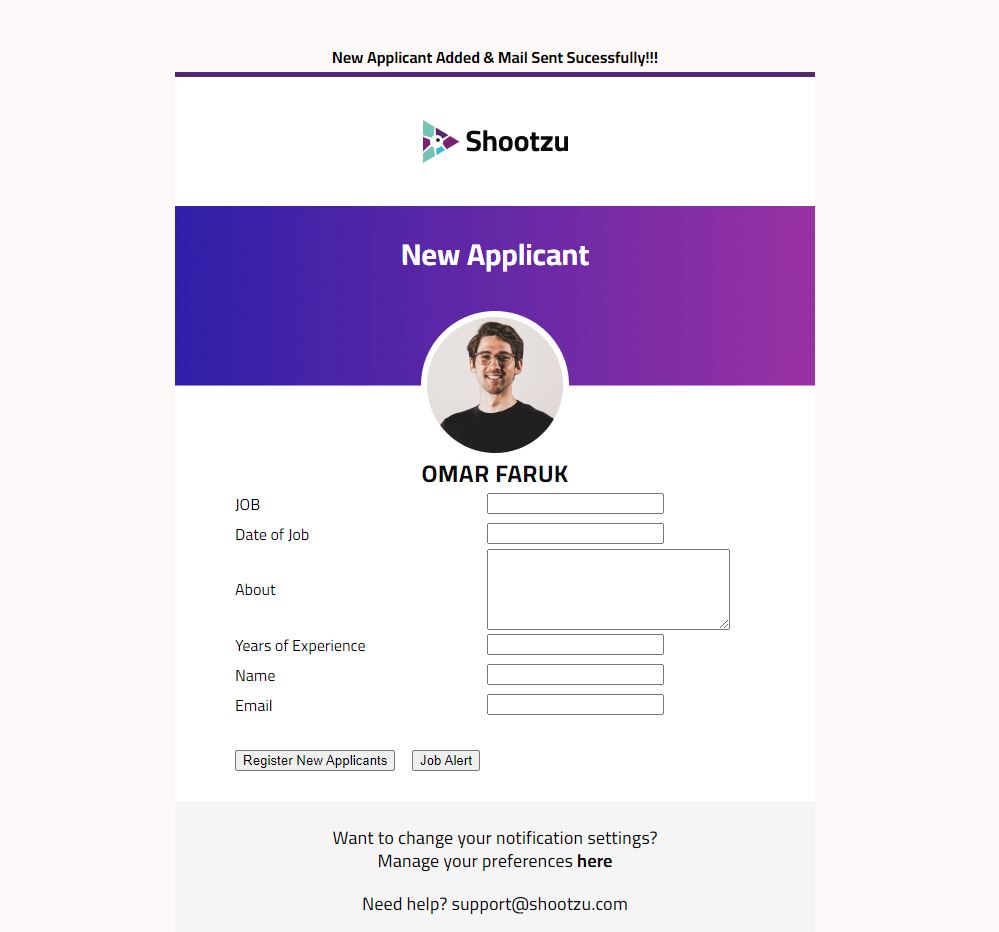 New Applicant Added & Mail Sent Sucessfully!!!
Shootzu
New Applicant
OMAR FARUK
JOB
Date of Job
About
Years of Experience
Name
Email
Register New Applicants Job Alert
Want to change your notification settings?
Manage your preferences here
Need help? support@shootzu.com